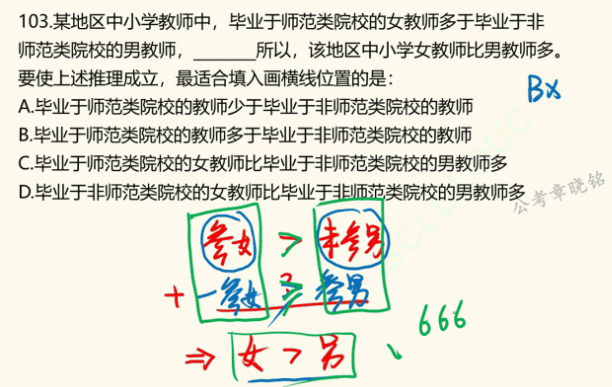 103.某地区中小学教师中，毕业于师范类院校的女教师多于毕业于非
师范类院校的男教师，________所以，该地区中小学女教师比男教师多。
要使上述推理成立，最适合填入画横线位置的是：
BX
A.毕业于师范类院校的教师少于毕业于非师范类院校的教师
B.毕业于师范类院校的教师多于毕业于非师范类院校的教师
C.毕业于师范类院校的女教师比毕业于非师范类院校的男教师多
D.毕业于非师范类院校的女教师比毕业于非师范类院校的男教师多
公考章晓铭
女 > 男
666